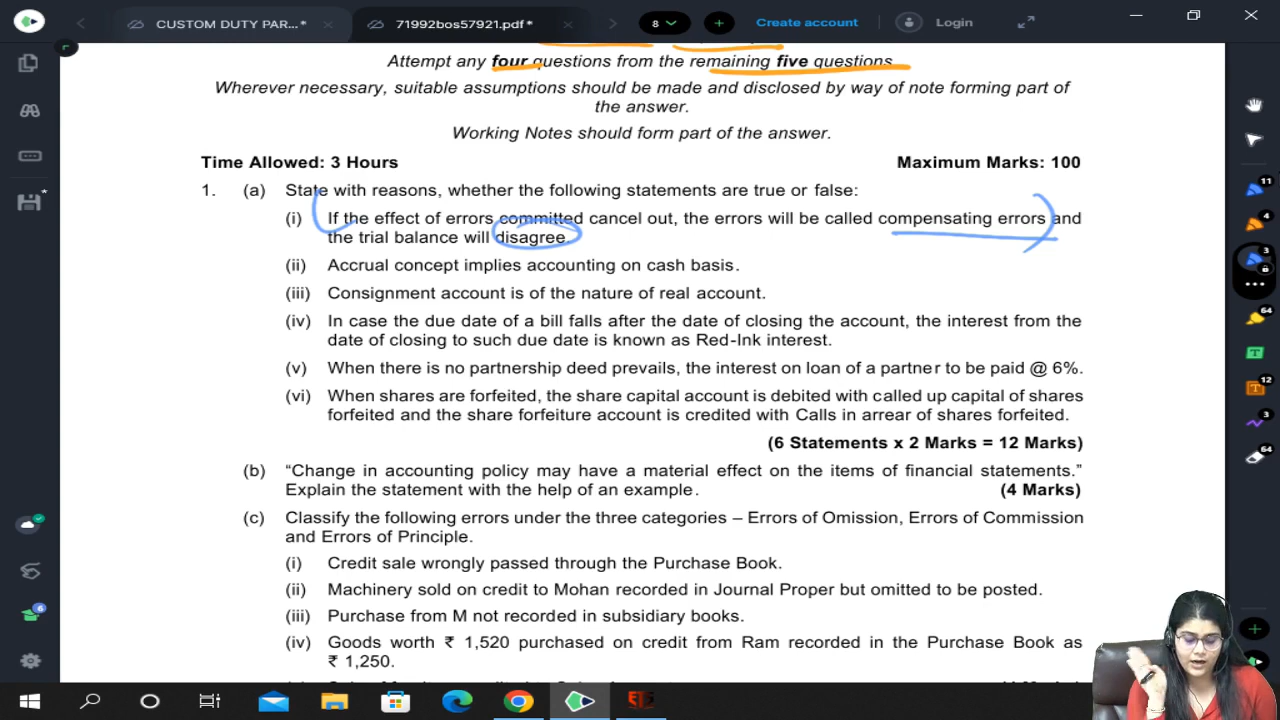 CUSTOM DUTY PAR...*
71992bos57921.pdf *
8
Create account
Login
Attempt any four questions from the remaining five questions.
Wherever necessary, suitable assumptions should be made and disclosed by way of note forming part of
the answer.
Working Notes should form part of the answer.
Time Allowed: 3 Hours Maximum Marks: 100
1. (a) State with reasons, whether the following statements are true or false:
(i) If the effect of errors committed cancel out, the errors will be called compensating errors and
the trial balance will disagree.
(ii) Accrual concept implies accounting on cash basis.
(iii) Consignment account is of the nature of real account.
(iv) In case the due date of a bill falls after the date of closing the account, the interest from the
date of closing to such due date is known as Red-Ink interest.
(v) When there is no partnership deed prevails, the interest on loan of a partner to be paid @ 6%.
(vi) When shares are forfeited, the share capital account is debited with called up capital of shares
forfeited and the share forfeiture account is credited with Calls in arrear of shares forfeited.
(6 Statements x 2 Marks = 12 Marks)
(b) “Change in accounting policy may have a material effect on the items of financial statements.”
Explain the statement with the help of an example. (4 Marks)
(c) Classify the following errors under the three categories – Errors of Omission, Errors of Commission
and Errors of Principle.
(i) Credit sale wrongly passed through the Purchase Book.
(ii) Machinery sold on credit to Mohan recorded in Journal Proper but omitted to be posted.
(iii) Purchase from M not recorded in subsidiary books.
(iv) Goods worth ₹ 1,520 purchased on credit from Ram recorded in the Purchase Book as
₹ 1,250.
11
4
3
64
12
3
64
6